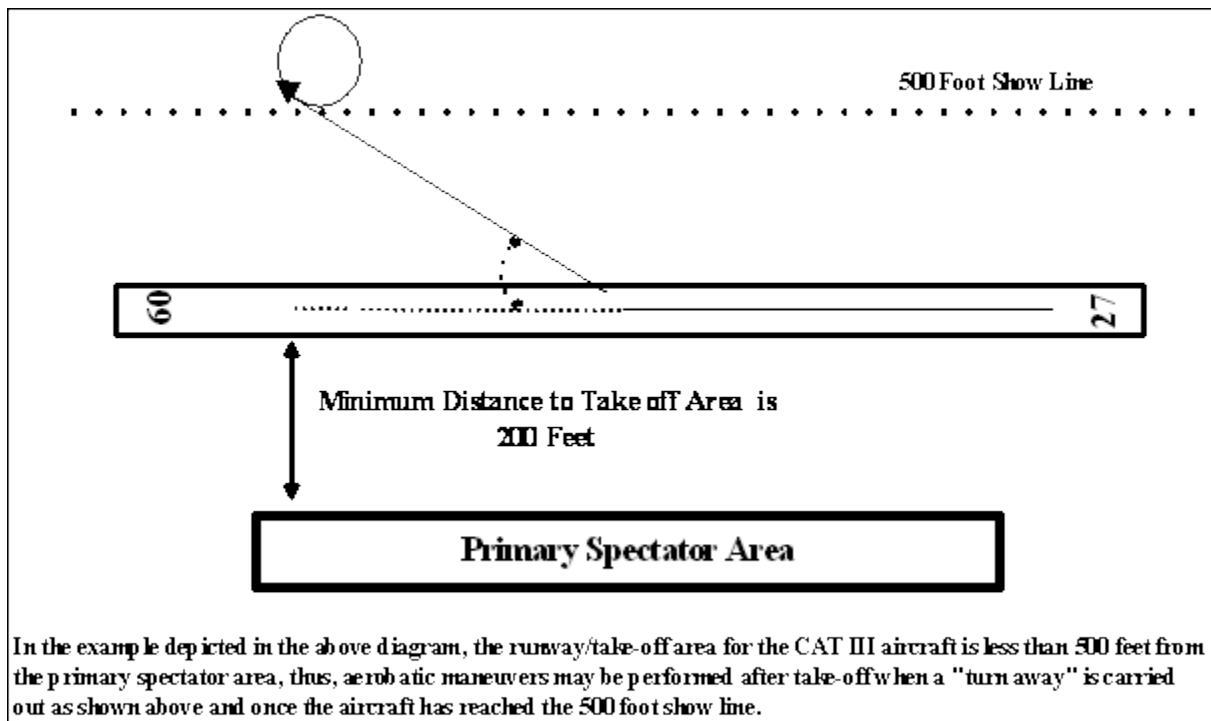 500 Foot Show Line
09
27
Minimum Distance to Take off Area is
200 Feet
Primary Spectator Area
In the example depicted in the above diagram, the runway/take-off area for the CAT III aircraft is less than 500 feet from
the primary spectator area, thus, aerobatic maneuvers may be performed after take-off when a "turn away" is carried
out as shown above and once the aircraft has reached the 500 foot show line.